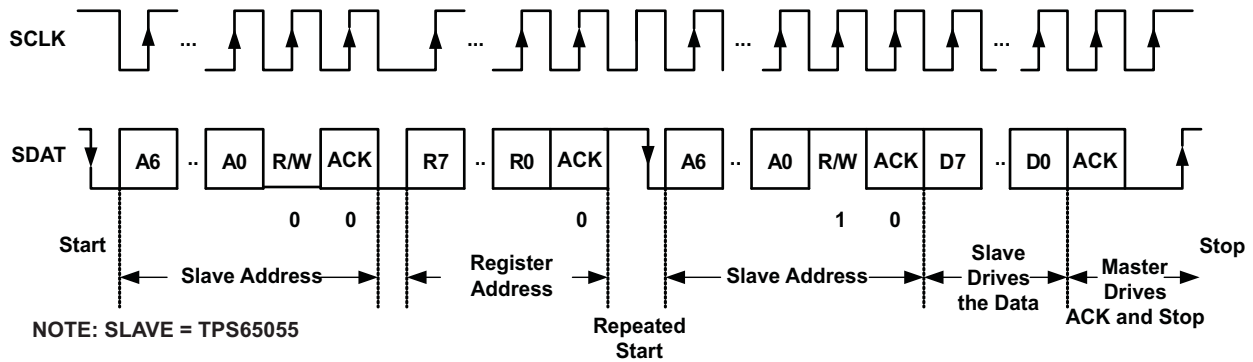 SCLK ... ... ... ...
SDAT A6 .. A0 R/W ACK R7 .. R0 ACK A6 .. A0 R/W ACK D7 .. D0 ACK
0 0 0 1 0
Start
Slave Address
Register
Address
Slave Address
Slave
Drives
the Data
Master
Drives
ACK and Stop
Stop
Repeated
Start
NOTE: SLAVE = TPS65055